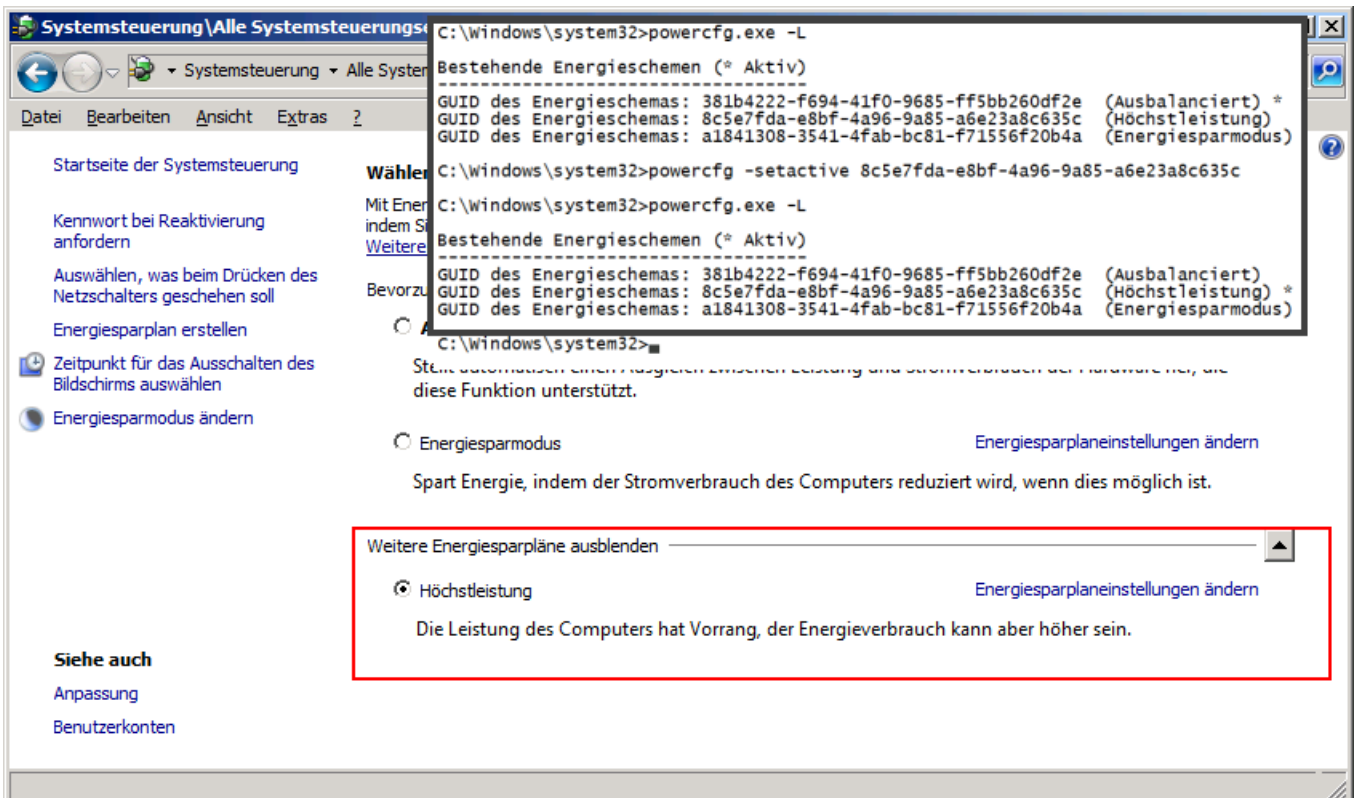 Systemsteuerung\Alle Systemsteuerungse
Systemsteuerung Alle System
Datei Bearbeiten Ansicht Extras ?
C:\Windows\system32>powercfg.exe -L
Bestehende Energieschemen (* Aktiv)
-----------------------------------
GUID des Energieschemas: 381b4222-f694-41f0-9685-ff5bb260df2e (Ausbalanciert) *
GUID des Energieschemas: 8c5e7fda-e8bf-4a96-9a85-a6e23a8c635c (Höchstleistung)
GUID des Energieschemas: a1841308-3541-4fab-bc81-f71556f20b4a (Energiesparmodus)
C:\Windows\system32>powercfg -setactive 8c5e7fda-e8bf-4a96-9a85-a6e23a8c635c
C:\Windows\system32>powercfg.exe -L
Bestehende Energieschemen (* Aktiv)
-----------------------------------
GUID des Energieschemas: 381b4222-f694-41f0-9685-ff5bb260df2e (Ausbalanciert)
GUID des Energieschemas: 8c5e7fda-e8bf-4a96-9a85-a6e23a8c635c (Höchstleistung) *
GUID des Energieschemas: a1841308-3541-4fab-bc81-f71556f20b4a (Energiesparmodus)
C:\Windows\system32>
Startseite der Systemsteuerung
Kennwort bei Reaktivierung
anfordern
Auswählen, was beim Drücken des
Netzschalters geschehen soll
Energiesparplan erstellen
Zeitpunkt für das Ausschalten des
Bildschirms auswählen
Energiesparmodus ändern
Siehe auch
Anpassung
Benutzerkonten
Wählen
Mit Ener
indem Si
Weitere
Bevorzu
diese Funktion unterstützt.
Energiesparmodus Energiesparplaneinstellungen ändern
Spart Energie, indem der Stromverbrauch des Computers reduziert wird, wenn dies möglich ist.
Weitere Energiesparpläne ausblenden
Höchstleistung Energiesparplaneinstellungen ändern
Die Leistung des Computers hat Vorrang, der Energieverbrauch kann aber höher sein.